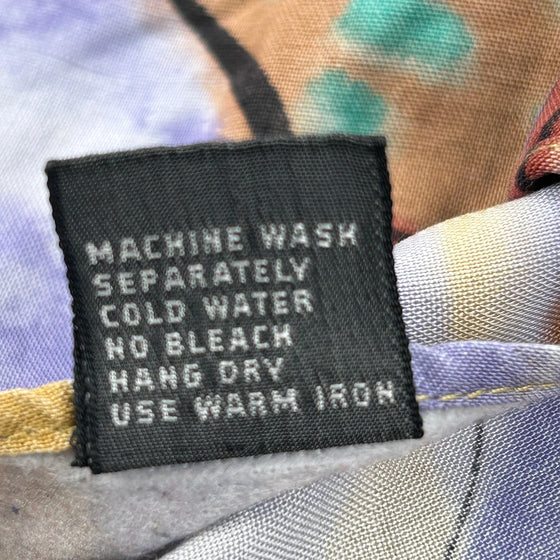 MACHINE WASH
SEPARATELY
COLD WATER
NO BLEACH
HANG DRY
USE WARM IRON